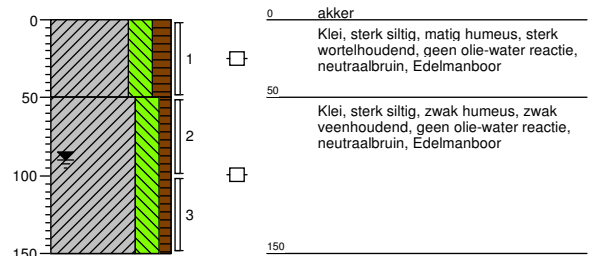 0
50
100
150
1
2
3
0 akker
Klei, sterk siltig, matig humeus, sterk
wortelhoudend, geen olie-water reactie,
neutraalbruin, Edelmanboor
50
Klei, sterk siltig, zwak humeus, zwak
veenhoudend, geen olie-water reactie,
neutraalbruin, Edelmanboor
150